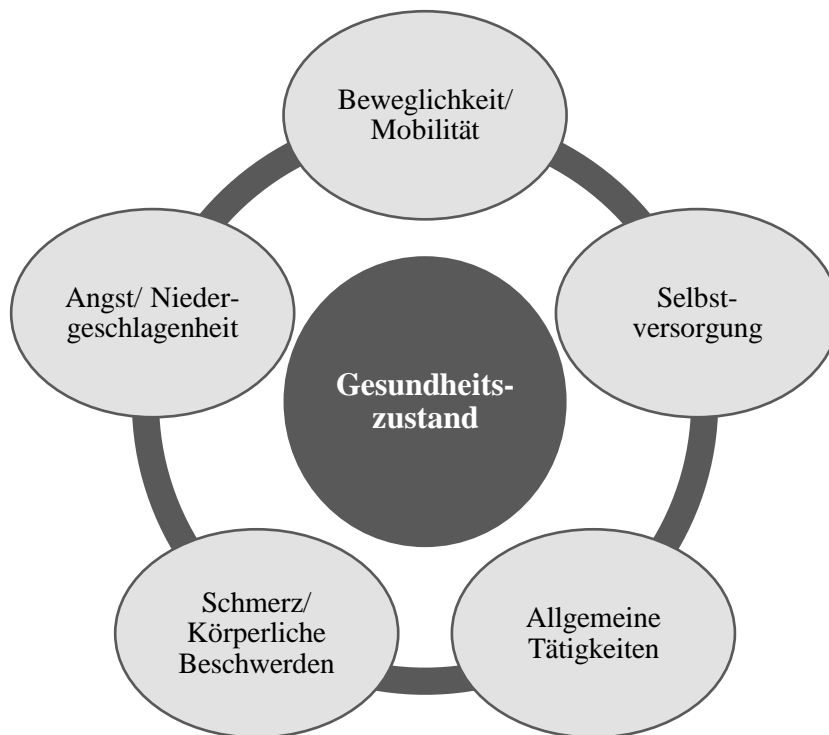 Beweglichkeit/
Mobilität
Angst/ Nieder-
geschlagenheit
Selbst-
versorgung
Gesundheits-
zustand
Schmerz/
Körperliche
Beschwerden
Allgemeine
Tätigkeiten